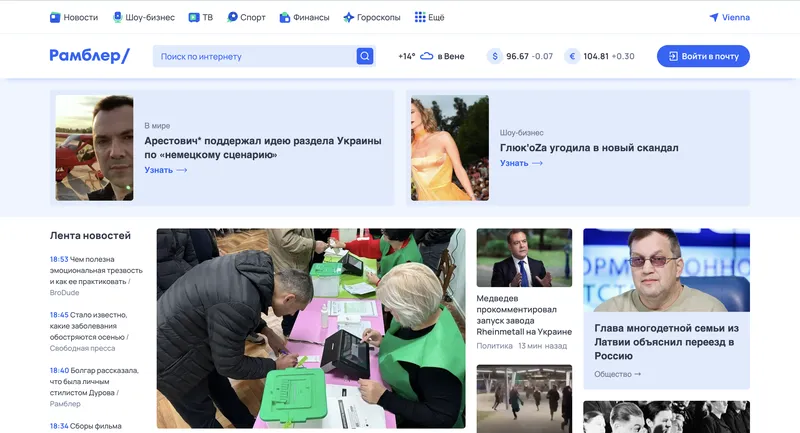 Новости
Шоу-бизнес
ТВ
Спорт
Финансы
Гороскопы
Ещё
Vienna
Рамблер/
Поиск по интернету
+14° в Вене
$ 96.67 -0.07
€ 104.81 +0.30
Войти в почту
В мире
Арестович* поддержал идею раздела Украины
по «немецкому сценарию»
Узнать →
Шоу-бизнес
Глюк'oZa угодила в новый скандал
Узнать →
Лента новостей
18:53 Чем полезна
эмоциональная трезвость
и как ее практиковать /
BroDude
18:45 Стало известно,
какие заболевания
обостряются осенью /
Свободная пресса
18:40 Болгар рассказала,
что была личным
стилистом Дурова /
Рамблер
18:34 Сборы фильма
Медведев
прокомментировал
запуск завода
Rheinmetall на Украине
Политика 13 мин назад
Глава многодетной семьи из
Латвии объяснил переезд в
Россию
Общество →